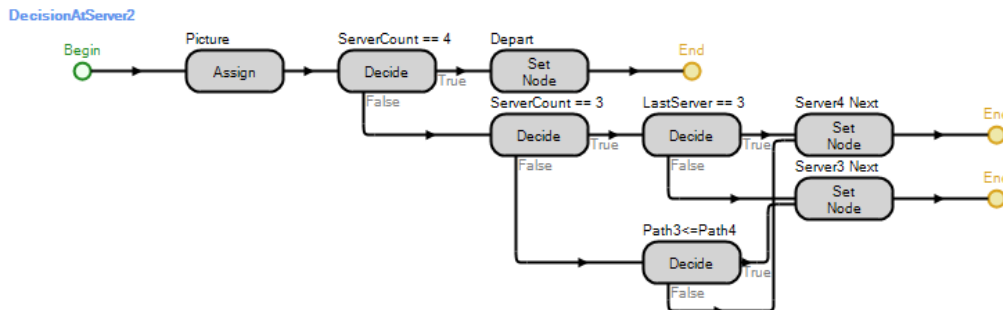 DecisionAtServer2
Picture
ServerCount == 4
Depart
Begin
End
Assign
Decide
Set
Node
True
False
ServerCount == 3
LastServer == 3
Server4 Next
End
Decide
Decide
Set
Node
True
True
False
False
Server3 Next
End
Set
Node
Path3<=Path4
Decide
True
False